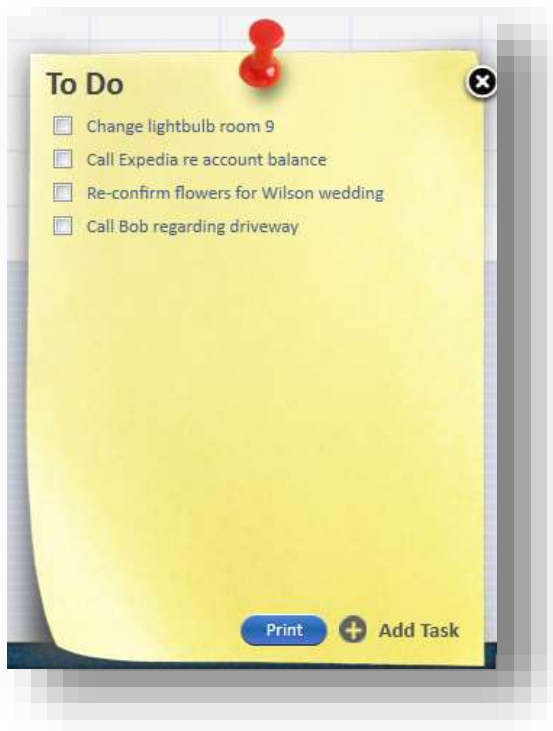 To Do
Change lightbulb room 9
Call Expedia re account balance
Re-confirm flowers for Wilson wedding
Call Bob regarding driveway
Print Add Task